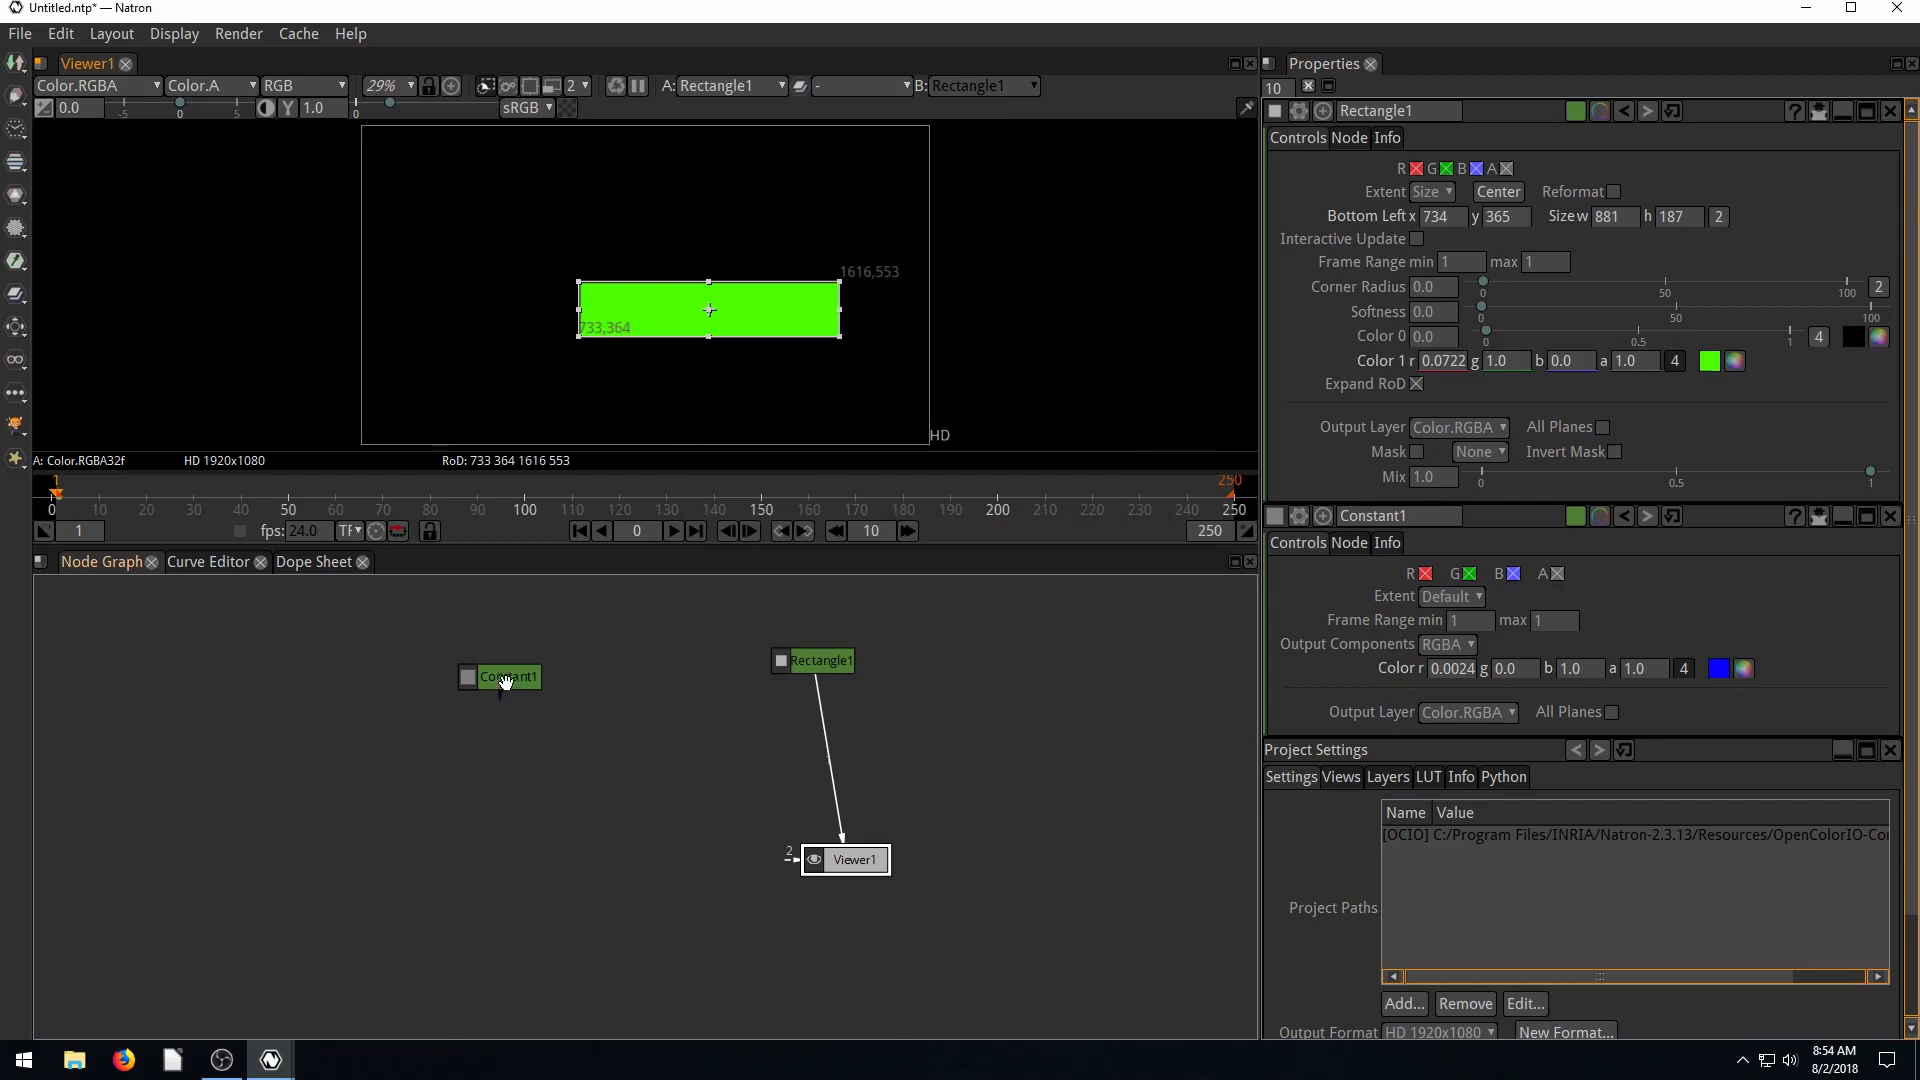 Untitled.ntp* — Natron
File Edit Layout Display Render Cache Help
Viewer1
Color.RGBA Color.A RGB 29% 2 A: Rectangle1 - B: Rectangle1
0.0 -5 0 5 Y 1.0 0 sRGB
1616,553
733,364
HD
A: Color.RGBA32f HD 1920x1080 RoD: 733 364 1616 553
1 250
0 10 20 30 40 50 60 70 80 90 100 110 120 130 140 150 160 170 180 190 200 210 220 230 240 250
1 fps: 24.0 0 10 250
Node Graph Curve Editor Dope Sheet
Rectangle1
Constant1
2 Viewer1
Properties
10
Rectangle1
Controls Node Info
R G B A
Extent Size Center Reformat
Bottom Left x 734 y 365 Size w 881 h 187 2
Interactive Update
Frame Range min 1 max 1
Corner Radius 0.0 0 50 100 2
Softness 0.0 0 50 100
Color 0 0.0 0 0.5 1 4
Color 1 r 0.0722 g 1.0 b 0.0 a 1.0 4
Expand RoD
Output Layer Color.RGBA All Planes
Mask None Invert Mask
Mix 1.0 0 0.5 1
Constant1
Controls Node Info
R G B A
Extent Default
Frame Range min 1 max 1
Output Components RGBA
Color r 0.0024 g 0.0 b 1.0 a 1.0 4
Output Layer Color.RGBA All Planes
Project Settings
Settings Views Layers LUT Info Python
Name Value
[OCIO] C:/Program Files/INRIA/Natron-2.3.13/Resources/OpenColorIO-Co
Project Paths
Add... Remove Edit...
Output Format HD 1920x1080 New Format...
8:54 AM
8/2/2018